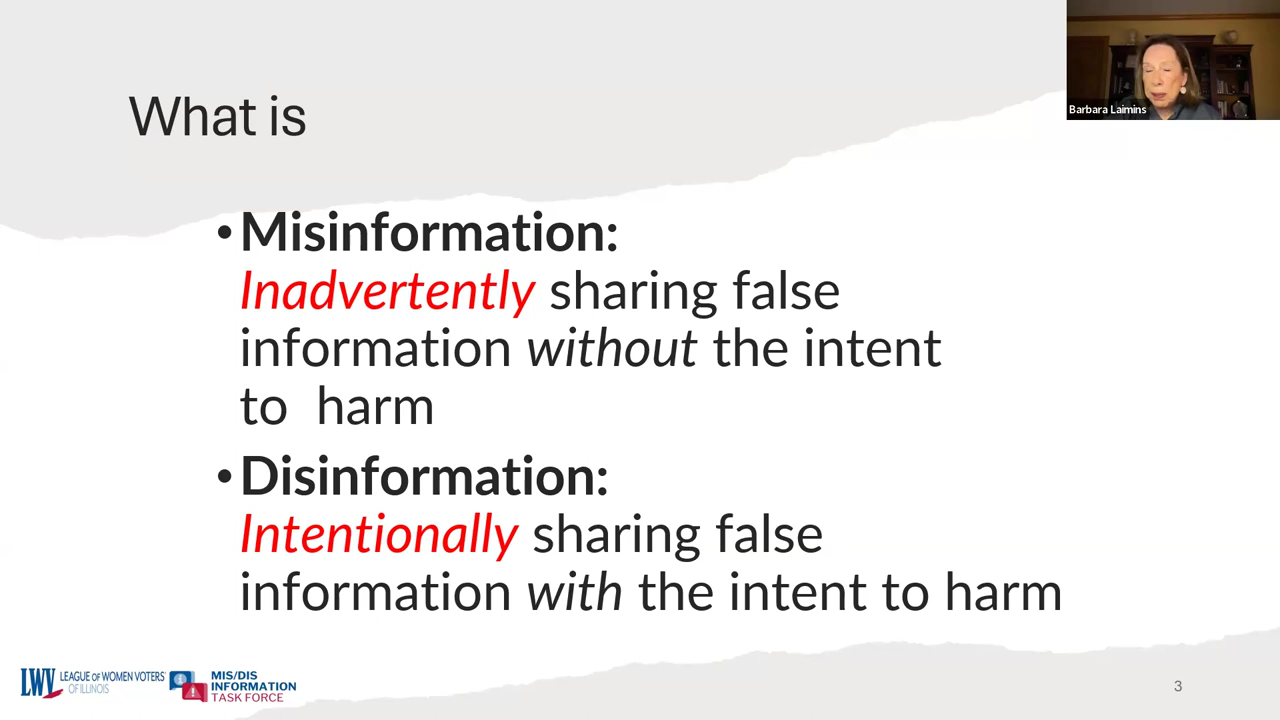 Barbara Laimins
What is
•Misinformation:
Inadvertently sharing false
information without the intent
to  harm
•Disinformation:
Intentionally sharing false
information with the intent to harm
LWV LEAGUE OF WOMEN VOTERS®
OF ILLINOIS
MIS/DIS
INFORMATION
TASK FORCE
3